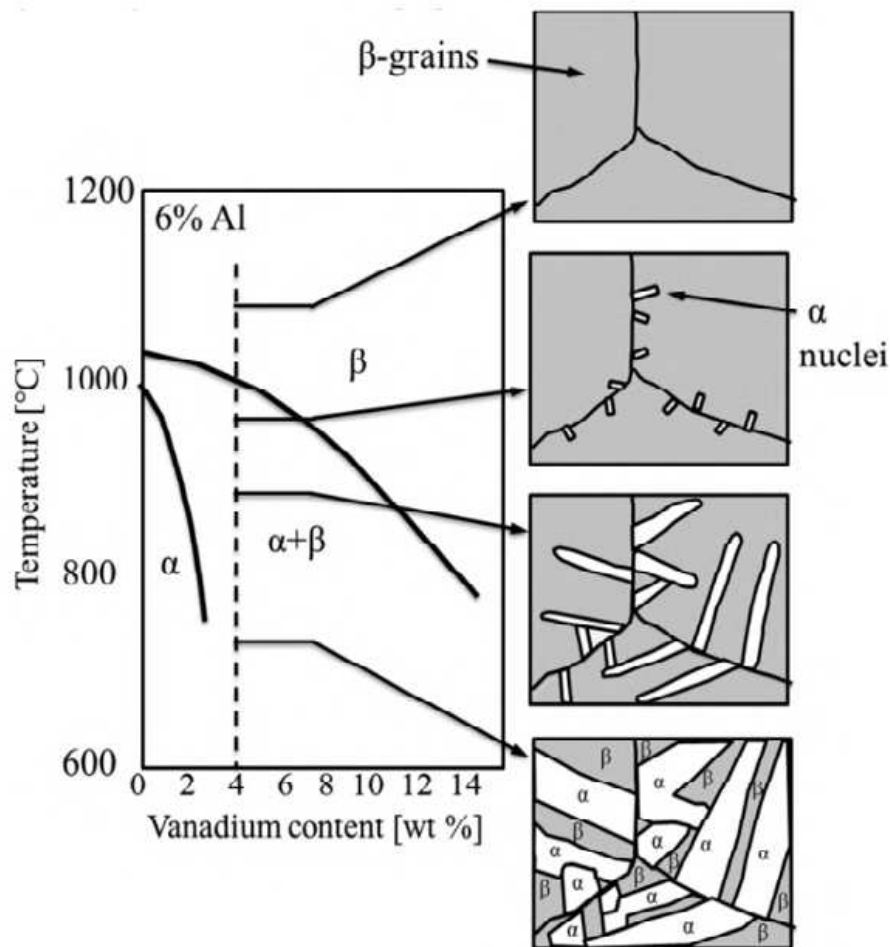 β-grains
1200
6% Al
α
nuclei
β
1000
Temperature [°C]
α+β
α
800
600
0 2 4 6 8 10 12 14
Vanadium content [wt %]
β
β
α
α
β
β
α
β
α
α
α
β
β
β
α
β
α
α
β